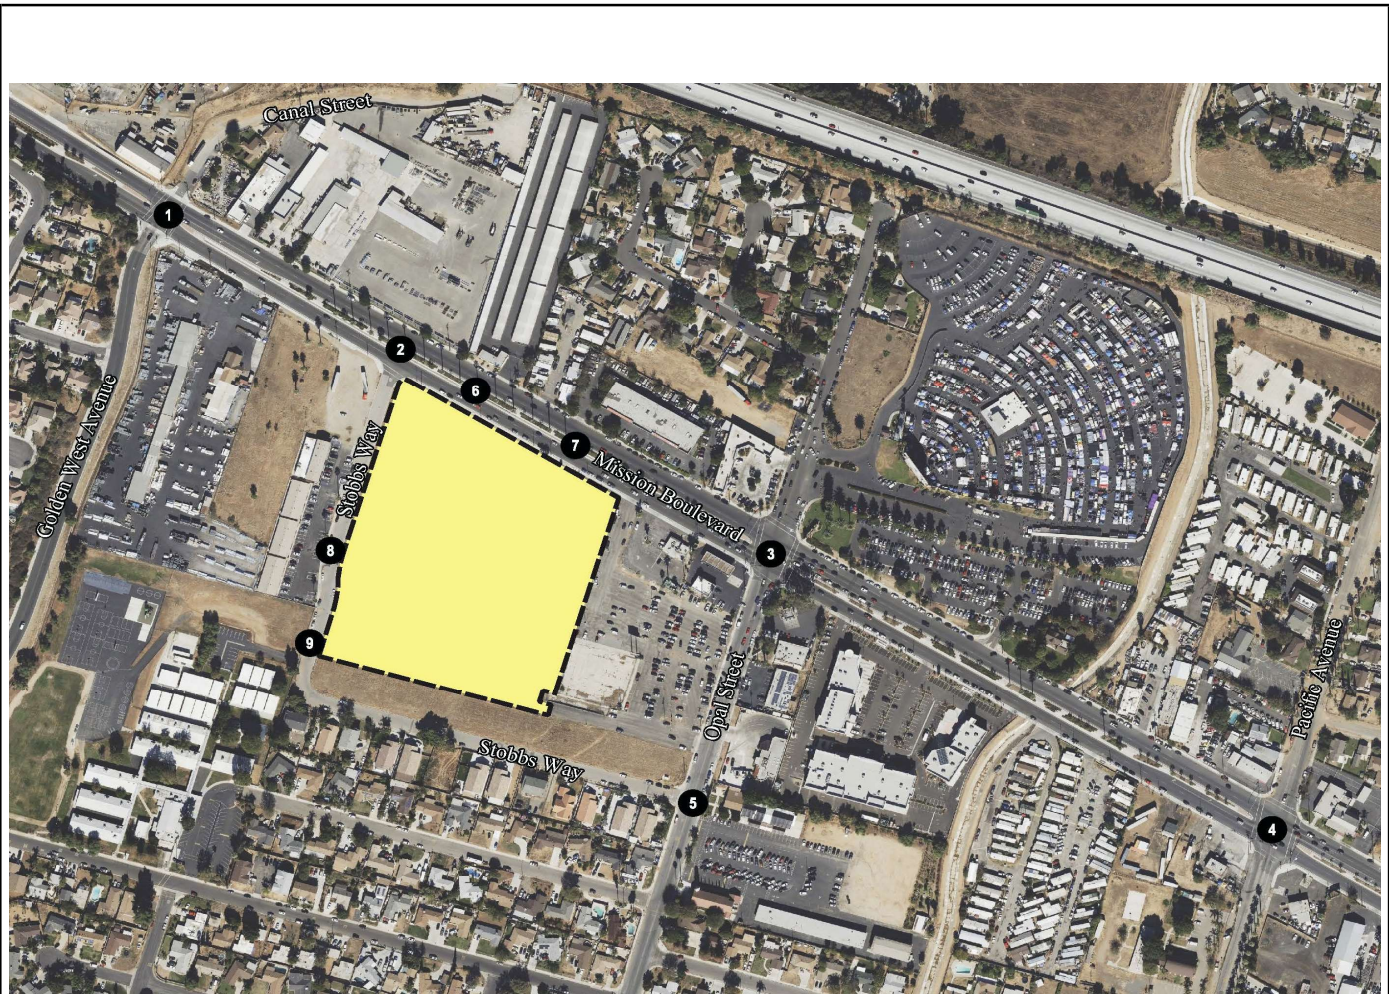 Canal Street
1
2
6
7
Mission Boulevard
Golden West Avenue
Stobbs Way
8
3
9
Opal Street
Pacific Avenue
Stobbs Way
5
4